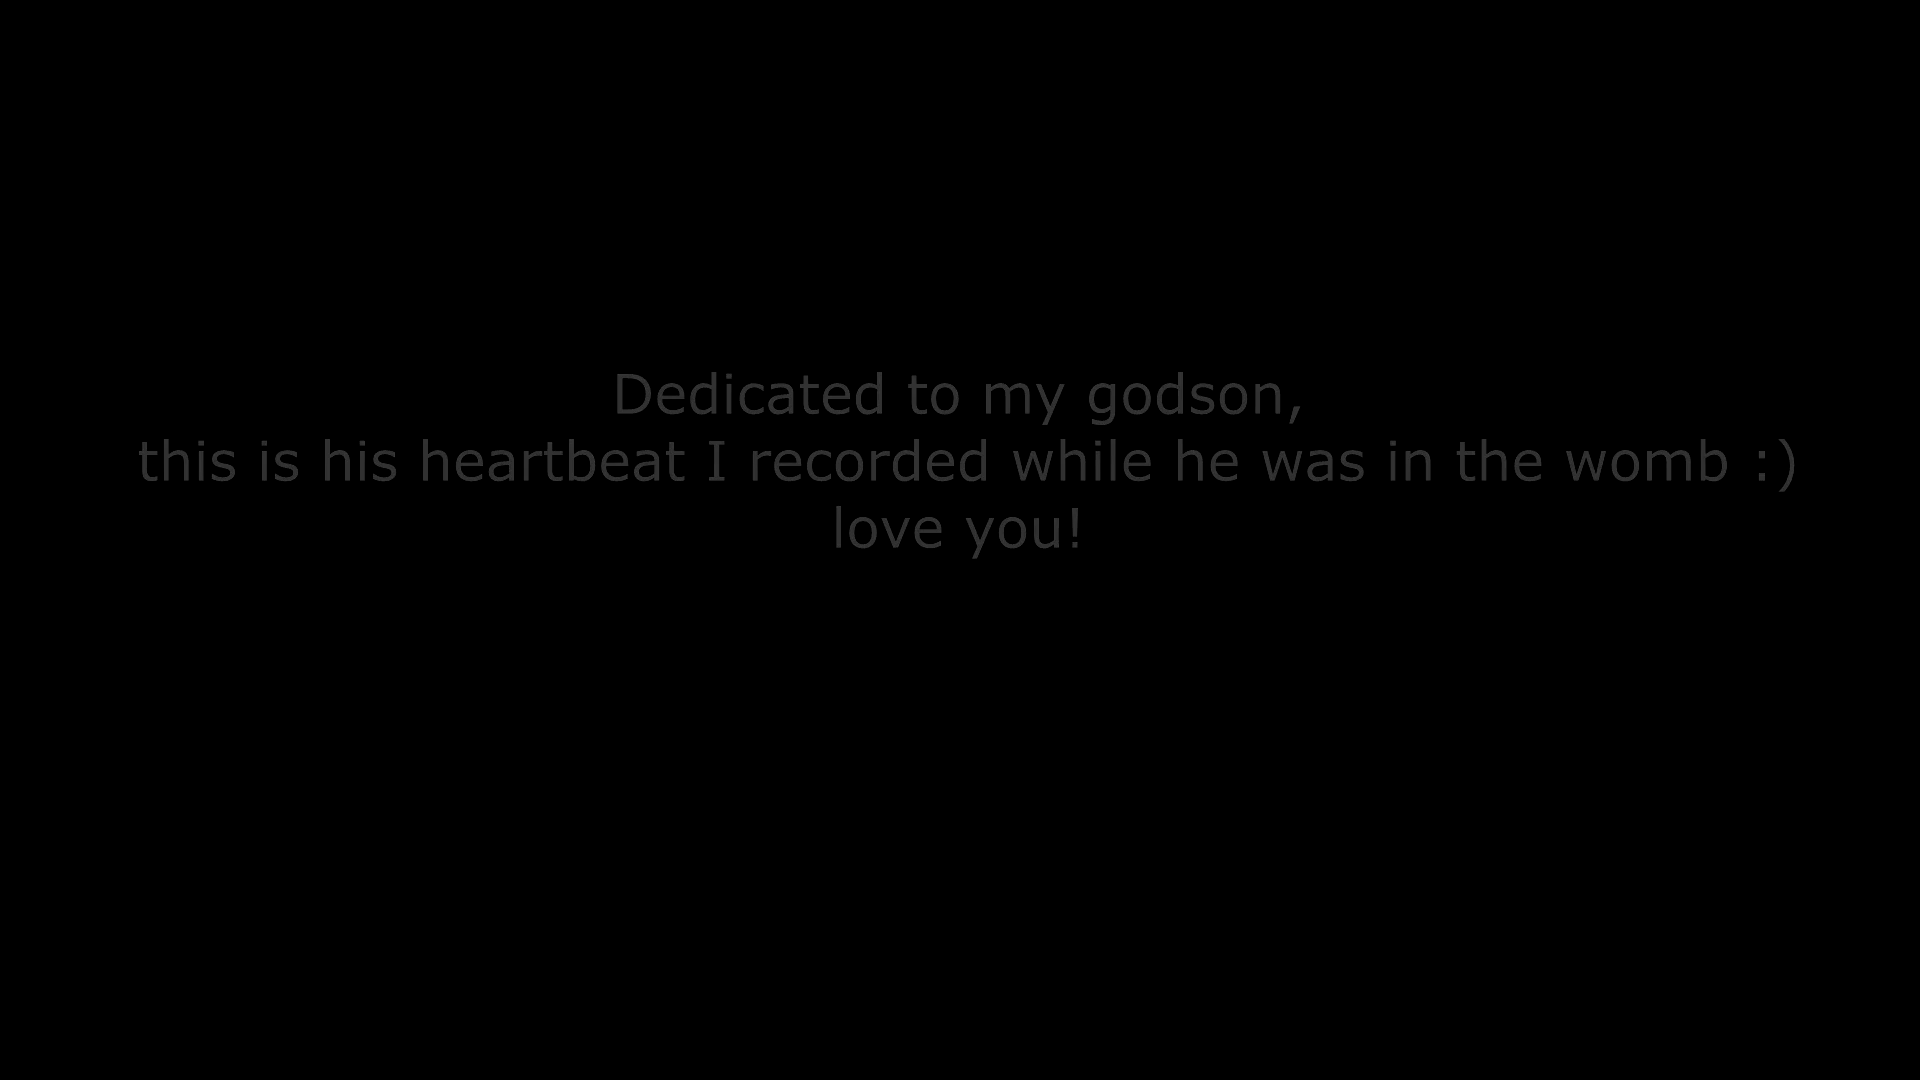 Dedicated to my godson,
this is his heartbeat I recorded while he was in the womb :)
love you!